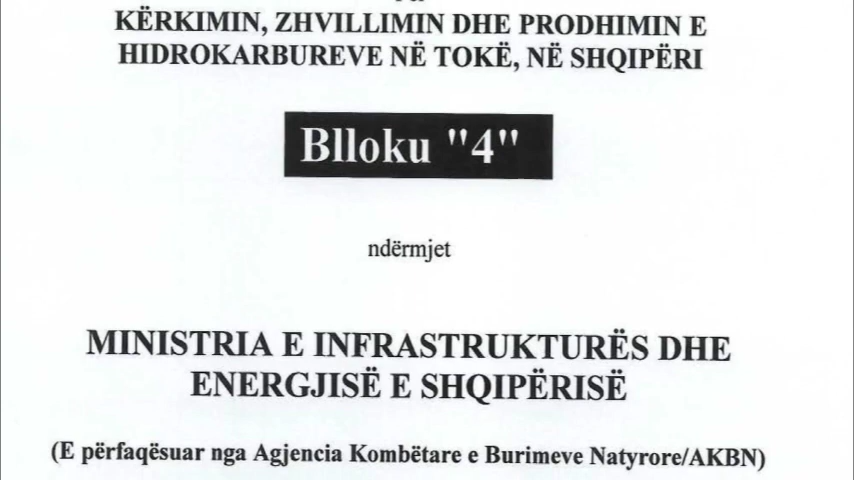 KËRKIMIN, ZHVILLIMIN DHE PRODHIMIN E
HIDROKARBUREVE NË TOKË, NË SHQIPËRI
Blloku "4"
ndërmjet
MINISTRIA E INFRASTRUKTURËS DHE
ENERGJISË E SHQIPËRISË
(E përfaqësuar nga Agjencia Kombëtare e Burimeve Natyrore/AKBN)